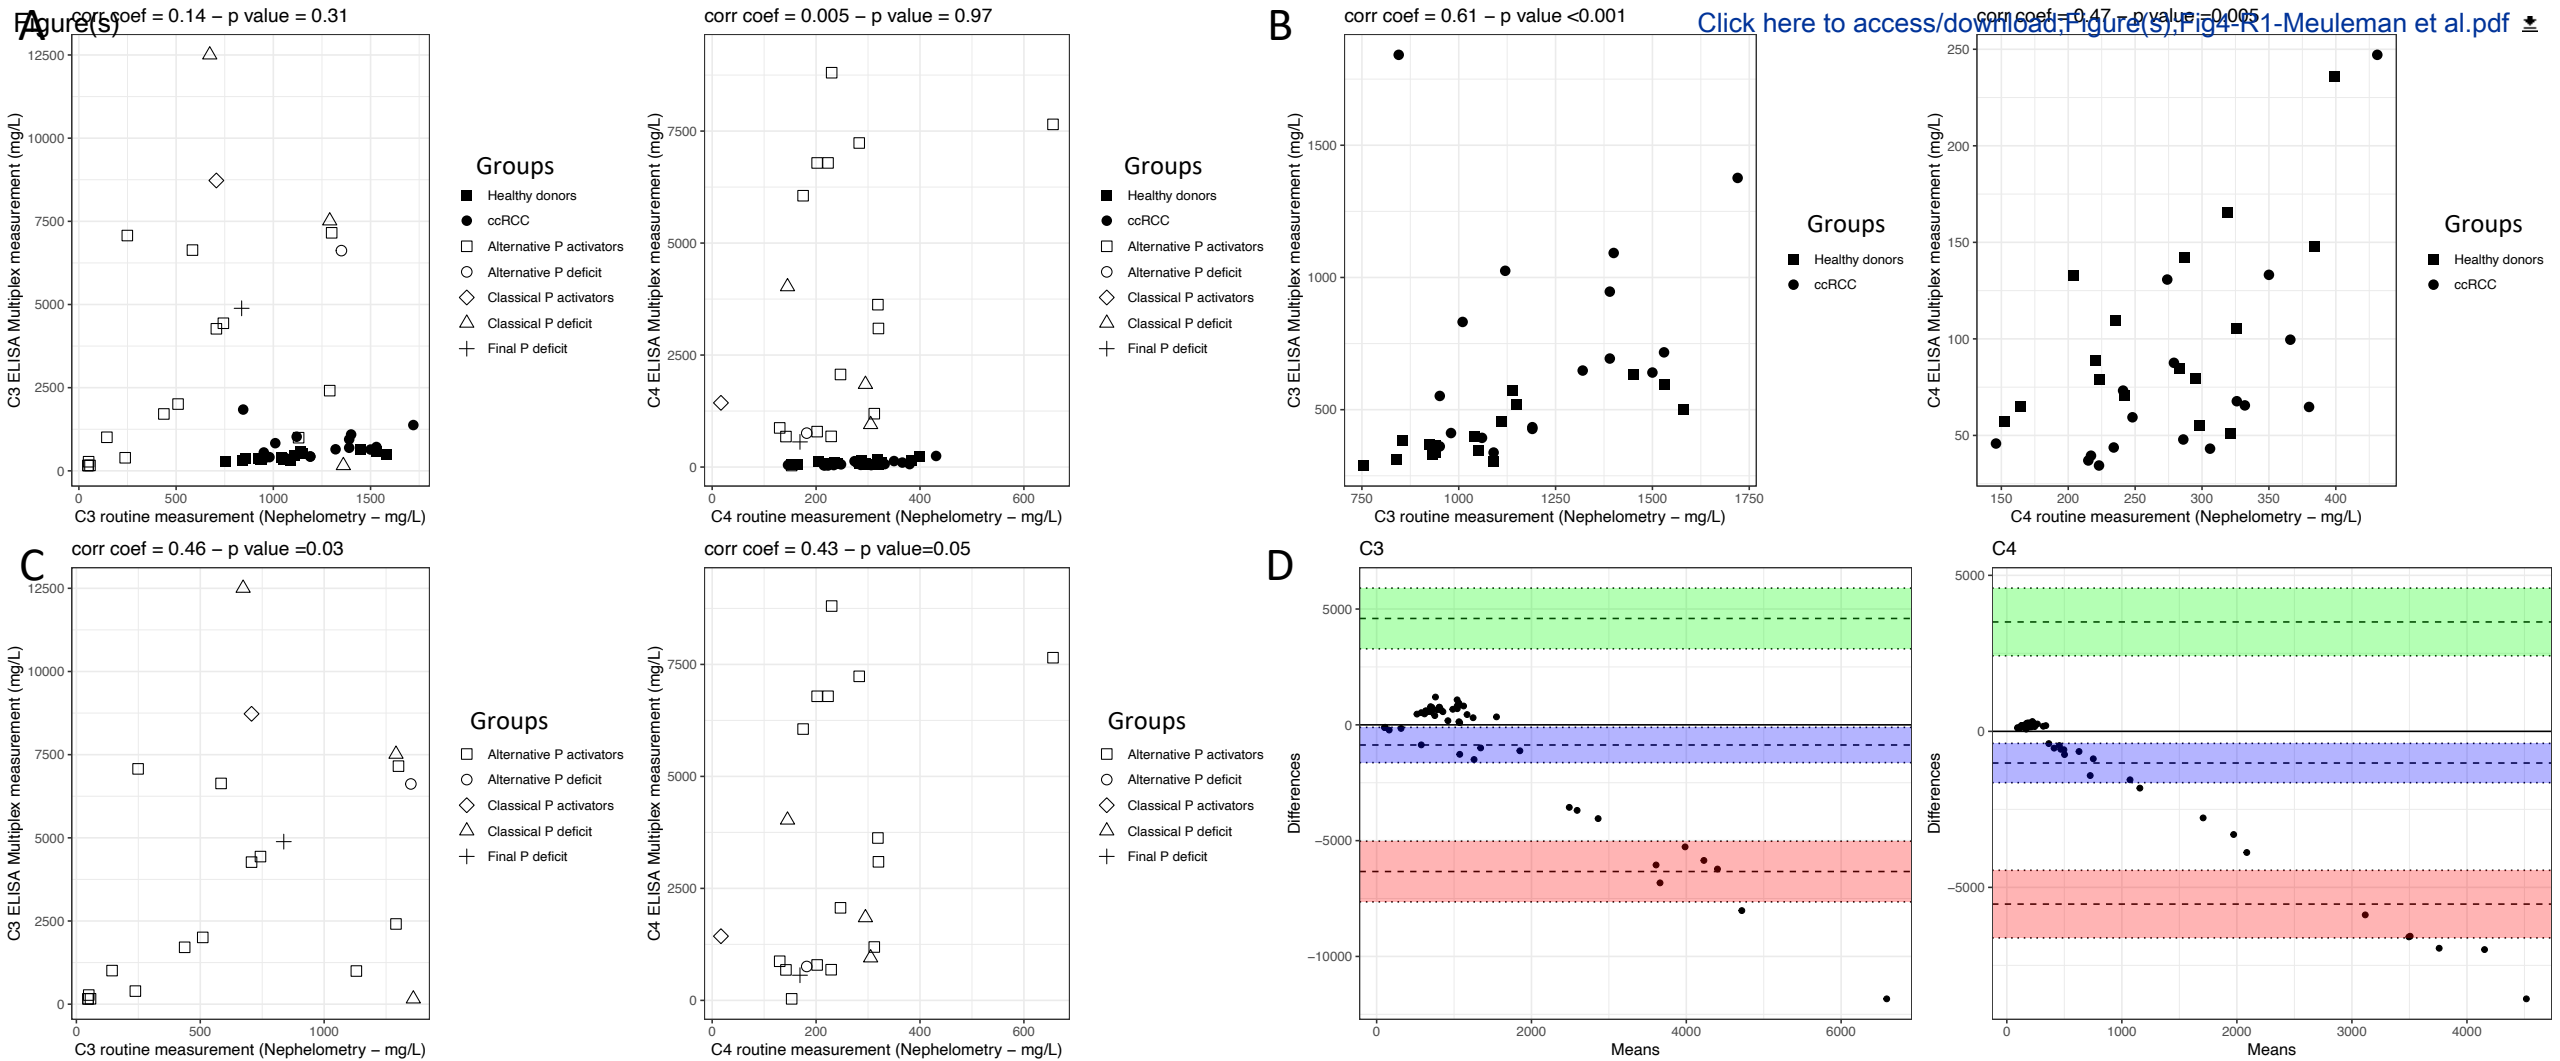 Figure(s)
Click here to access/download;Figure(s);Fig4-R1-Meuleman et al.pdf
A
corr coef = 0.14 − p value = 0.31
C3 ELISA Multiplex measurement (mg/L)
12500
10000
7500
5000
2500
0
0 500 1000 1500
C3 routine measurement (Nephelometry − mg/L)
Groups
Healthy donors
ccRCC
Alternative P activators
Alternative P deficit
Classical P activators
Classical P deficit
Final P deficit
corr coef = 0.005 − p value = 0.97
C4 ELISA Multiplex measurement (mg/L)
7500
5000
2500
0
0 200 400 600
C4 routine measurement (Nephelometry − mg/L)
Groups
Healthy donors
ccRCC
Alternative P activators
Alternative P deficit
Classical P activators
Classical P deficit
Final P deficit
B
corr coef = 0.61 − p value <0.001
C3 ELISA Multiplex measurement (mg/L)
1500
1000
500
750 1000 1250 1500 1750
C3 routine measurement (Nephelometry − mg/L)
Groups
Healthy donors
ccRCC
corr coef = 0.47 − p value =0.005
C4 ELISA Multiplex measurement (mg/L)
250
200
150
100
50
150 200 250 300 350 400
C4 routine measurement (Nephelometry − mg/L)
Groups
Healthy donors
ccRCC
C
corr coef = 0.46 − p value =0.03
C3 ELISA Multiplex measurement (mg/L)
12500
10000
7500
5000
2500
0
0 500 1000
C3 routine measurement (Nephelometry − mg/L)
Groups
Alternative P activators
Alternative P deficit
Classical P activators
Classical P deficit
Final P deficit
corr coef = 0.43 − p value=0.05
C4 ELISA Multiplex measurement (mg/L)
7500
5000
2500
0
0 200 400 600
C4 routine measurement (Nephelometry − mg/L)
Groups
Alternative P activators
Alternative P deficit
Classical P activators
Classical P deficit
Final P deficit
D
C3
Differences
5000
0
−5000
−10000
0 2000 4000 6000
Means
C4
Differences
5000
0
−5000
0 1000 2000 3000 4000
Means